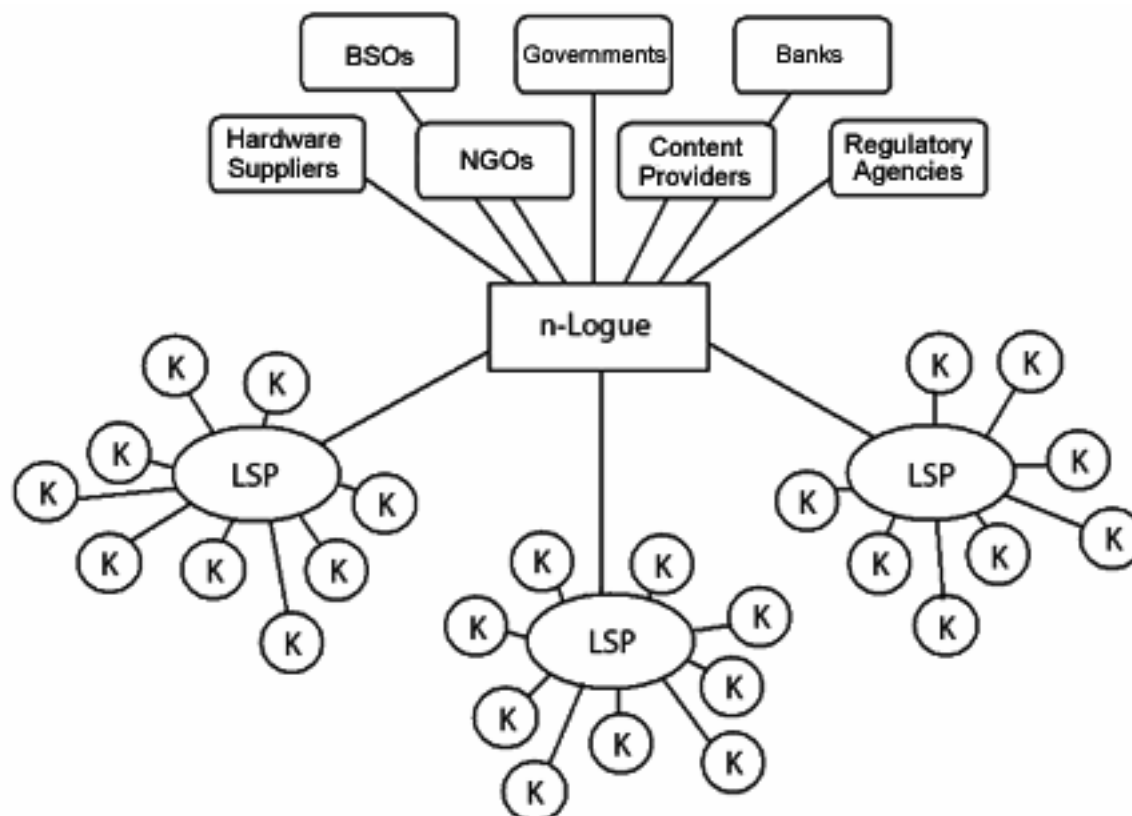 BSOs
Governments
Banks
Hardware
Suppliers
NGOs
Content
Providers
Regulatory
Agencies
n-Logue
K
K
K
K
LSP
K
K
K
K
K
K
K
K
K
LSP
K
K
K
K
K
K
K
K
LSP
K
K
K
K
K
K